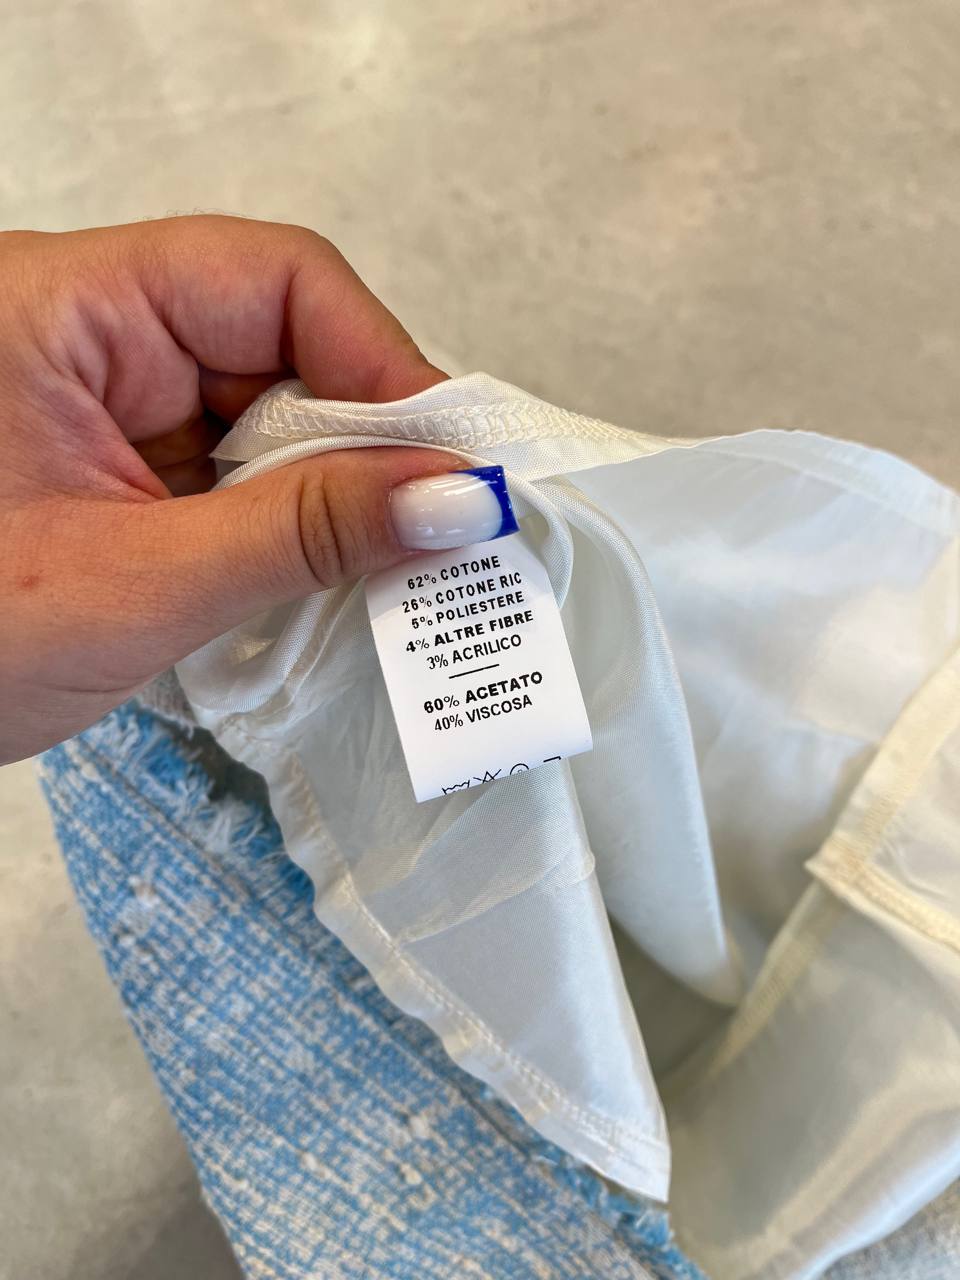 62% COTONE
26% COTONE RIC
5% POLIESTERE
4% ALTRE FIBRE
3% ACRILICO
60% ACETATO
40% VISCOSA